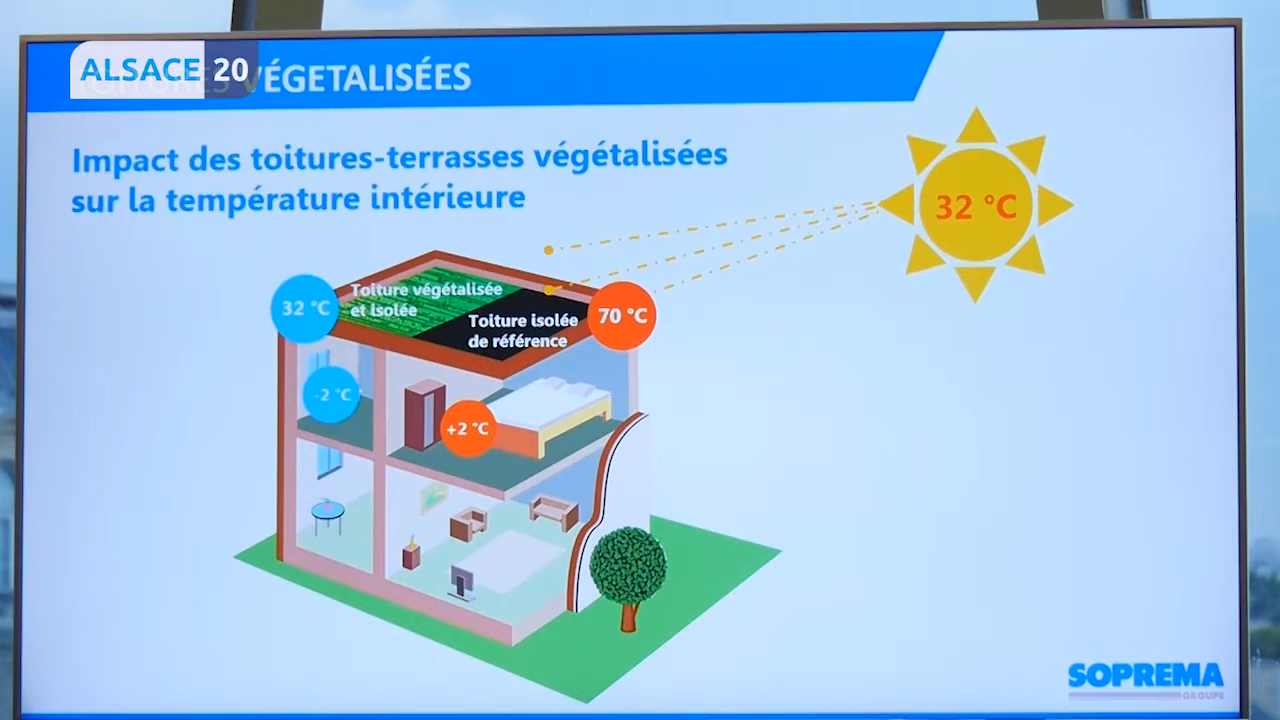 ALSACE 20
VÉGETALISÉES
Impact des toitures-terrasses végétalisées
sur la température intérieure
32 °C
32 °C
Toiture végétalisée
et isolée
Toiture isolée
de référence
70 °C
-2 °C
+2 °C
SOPREMA
GROUPE